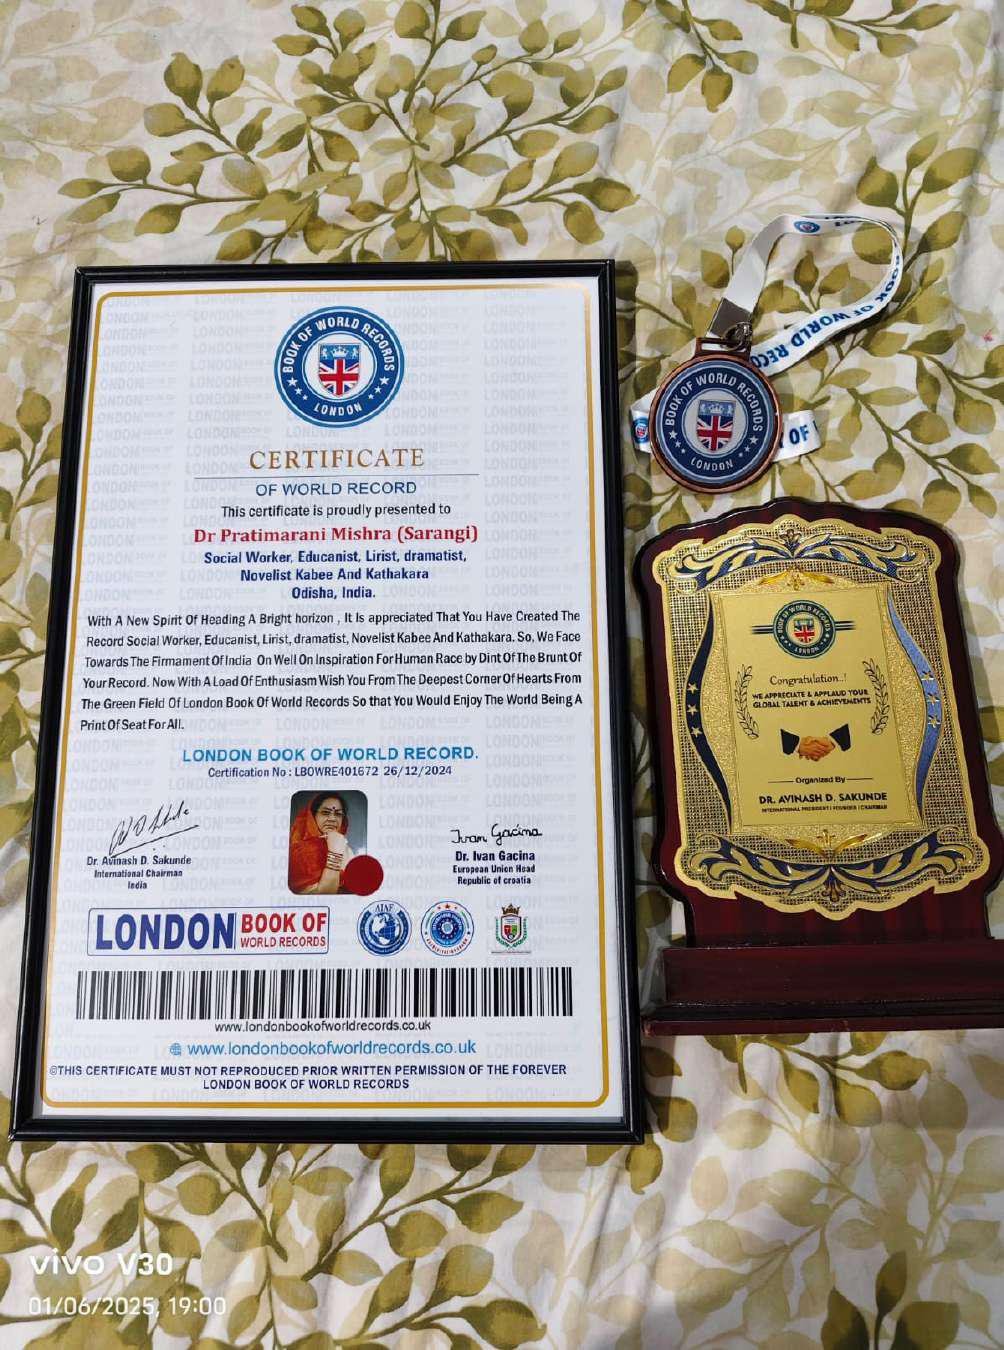 BOOK OF WORLD RECORDS
LONDON
CERTIFICATE
OF WORLD RECORD
This certificate is proudly presented to
Dr Pratimarani Mishra (Sarangi)
Social Worker, Educanist, Lirist, dramatist,
Novelist Kabee And Kathakara
Odisha, India.
With A New Spirit Of Heading A Bright horizon , It Is appreciated That You Have Created The
Record Social Worker, Educanist, Lirist, dramatist, Novelist Kabee And Kathakara. So, We Face
Towards The Firmament Of India On Well On Inspiration For Human Race by Dint Of The Brunt Of
Your Record. Now With A Load Of Enthusiasm Wish You From The Deepest Corner Of Hearts From
The Green Field Of London Book Of World Records So that You Would Enjoy The World Being A
Print Of Seat For All.
LONDON BOOK OF WORLD RECORD.
Certification No : LBOWRE401672 26/12/2024
Dr. Avinash D. Sakunde
International Chairman
India
Ivan Gacina
Dr. Ivan Gacina
European Union Head
Republic of croatia
LONDON BOOK OF
WORLD RECORDS
www.londonbookofworldrecords.co.uk
www.londonbookofworldrecords.co.uk
©THIS CERTIFICATE MUST NOT REPRODUCED PRIOR WRITTEN PERMISSION OF THE FOREVER
LONDON BOOK OF WORLD RECORDS
BOOK OF WORLD RECO
OF
BOOK OF WORLD RECORDS
LONDON
BOOK OF WORLD RECORDS
LONDON
Congratulation..!
WE APPRECIATE & APPLAUD YOUR
GLOBAL TALENT & ACHIEVEMENTS
Organized By
DR. AVINASH D. SAKUNDE
INTERNATIONAL PRESIDENT / FOUNDER / CHAIRMAN
vivo V30
01/06/2025, 19:00